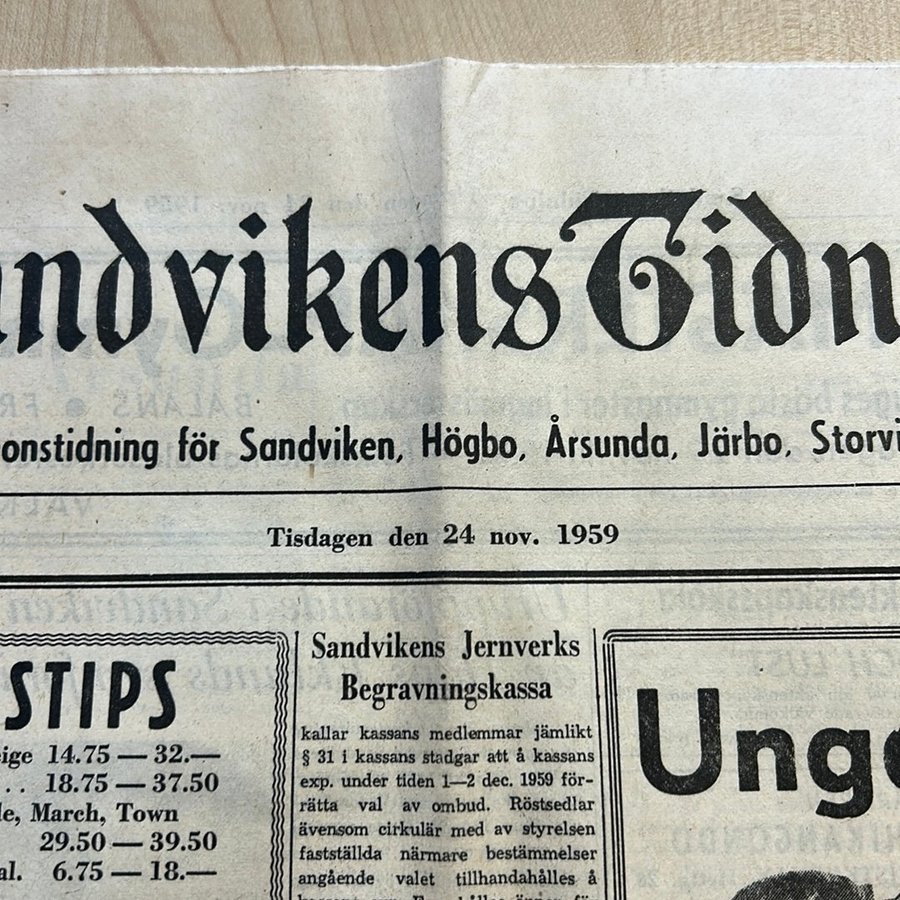 andvikens Tidn
onstidning för Sandviken, Högbo, Årsunda, Järbo, Storvi
Tisdagen den 24 nov. 1959
STIPS
eige 14.75 — 32.—
. . 18.75 — 37.50
le, March, Town
29.50 — 39.50
al. 6.75 — 18.—
Sandvikens Jernverks
Begravningskassa
kallar kassans medlemmar jämlikt
§ 31 i kassans stadgar att å kassans
exp. under tiden 1—2 dec. 1959 för-
rätta val av ombud. Röstsedlar
ävensom cirkulär med av styrelsen
fastställda närmare bestämmelser
angående valet tillhandahålles å
Unge